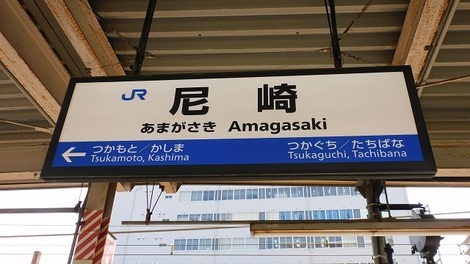 JR
尼崎
あまがさき Amagasaki
← つかもと／かしま つかぐち／たちばな
Tsukamoto, Kashima Tsukaguchi, Tachibana